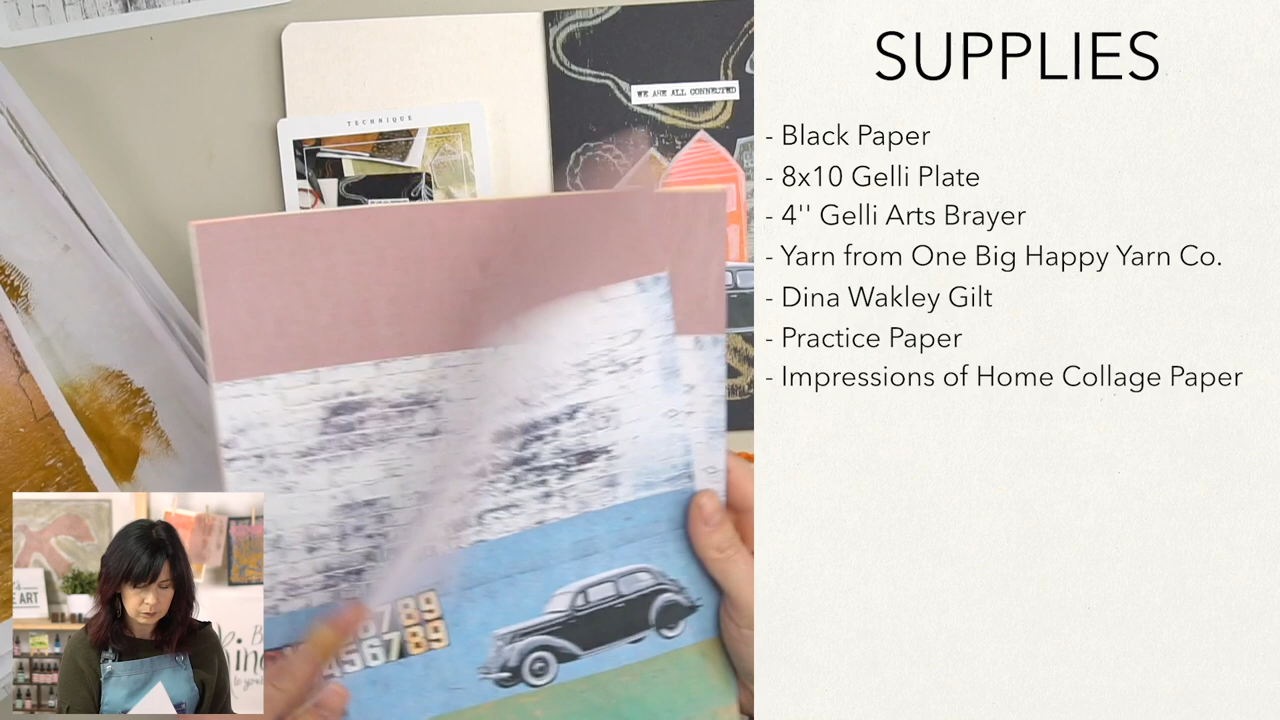 SUPPLIES
- Black Paper
- 8x10 Gelli Plate
- 4'' Gelli Arts Brayer
- Yarn from One Big Happy Yarn Co.
- Dina Wakley Gilt
- Practice Paper
- Impressions of Home Collage Paper
WE ARE ALL CONNECTED
TECHNIQUE
6789
456789
ART